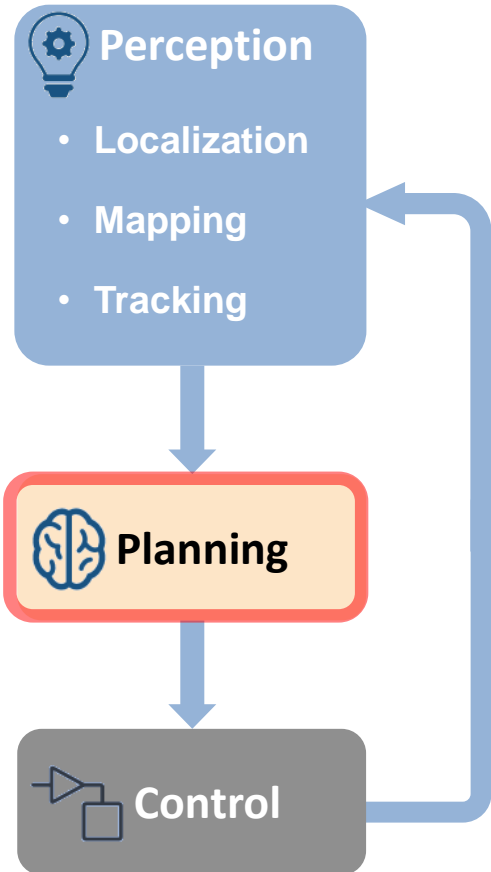 Perception
• Localization
• Mapping
• Tracking
Planning
Control